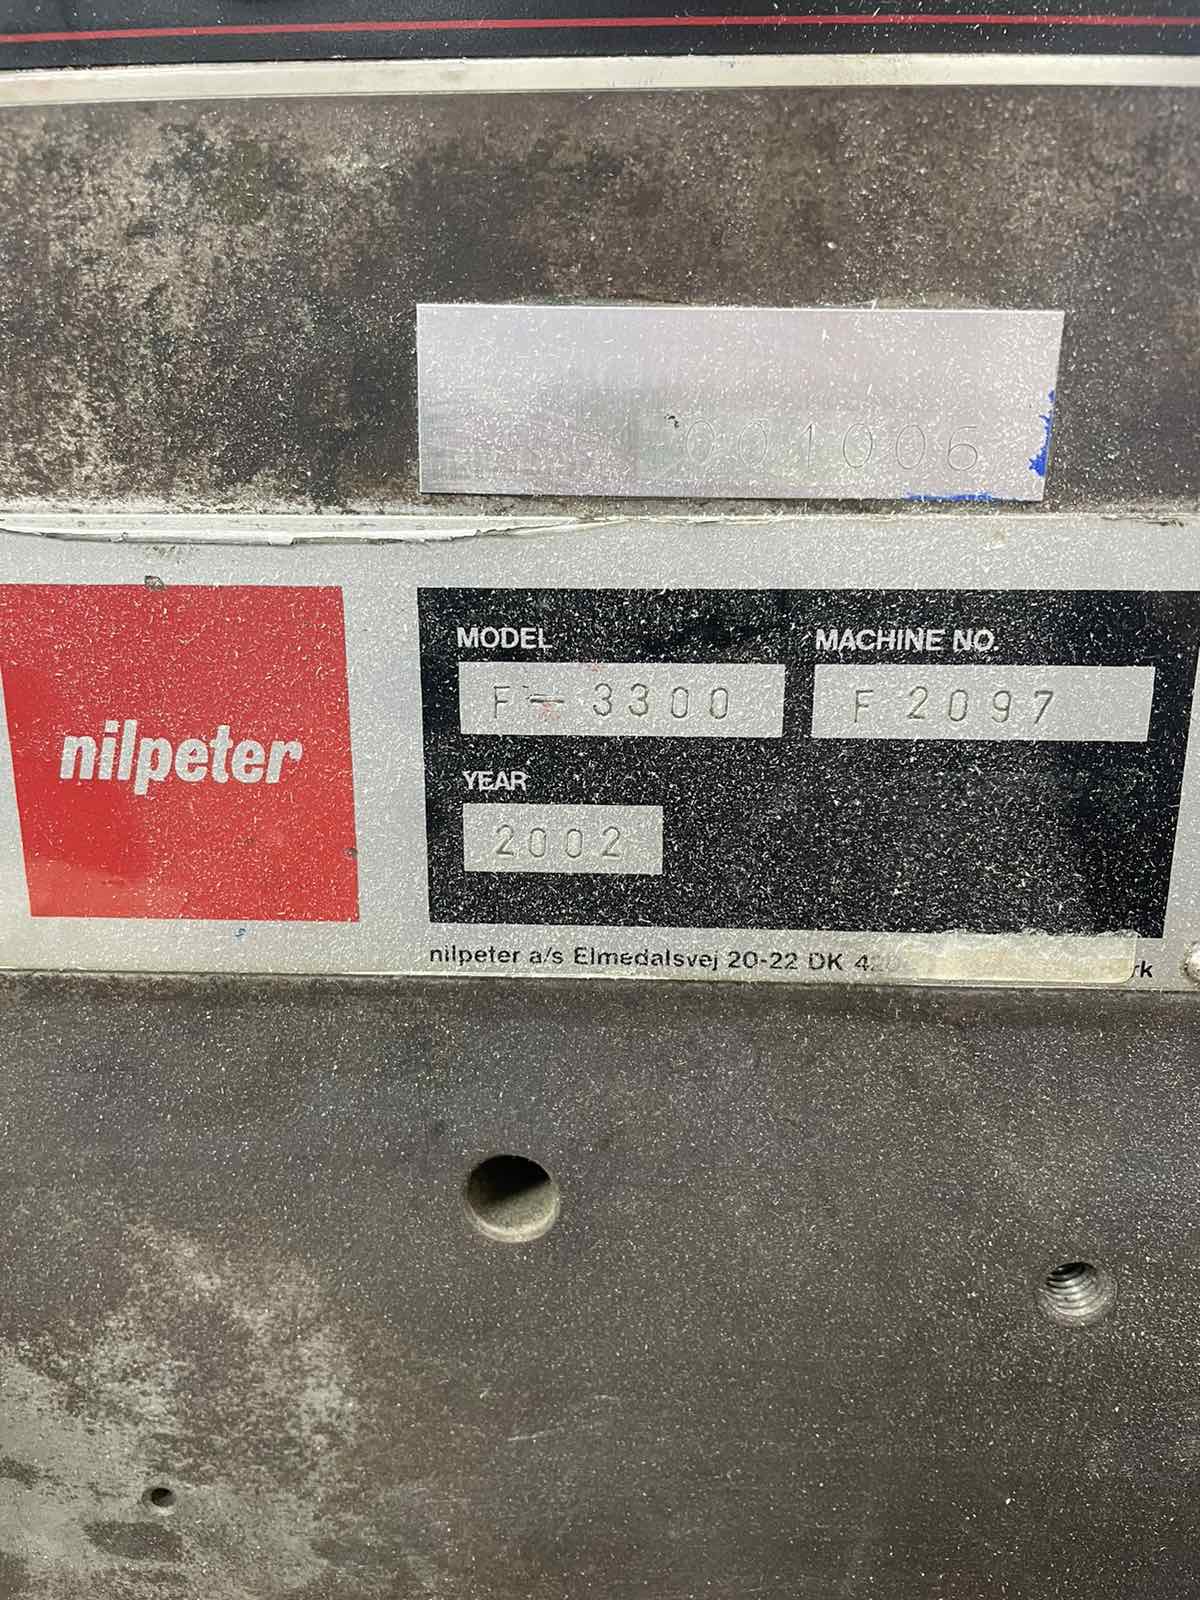 001006
nilpeter
MODEL
F-3300
MACHINE NO.
F 2097
YEAR
2002
nilpeter a/s Elmedalsvej 20-22 DK